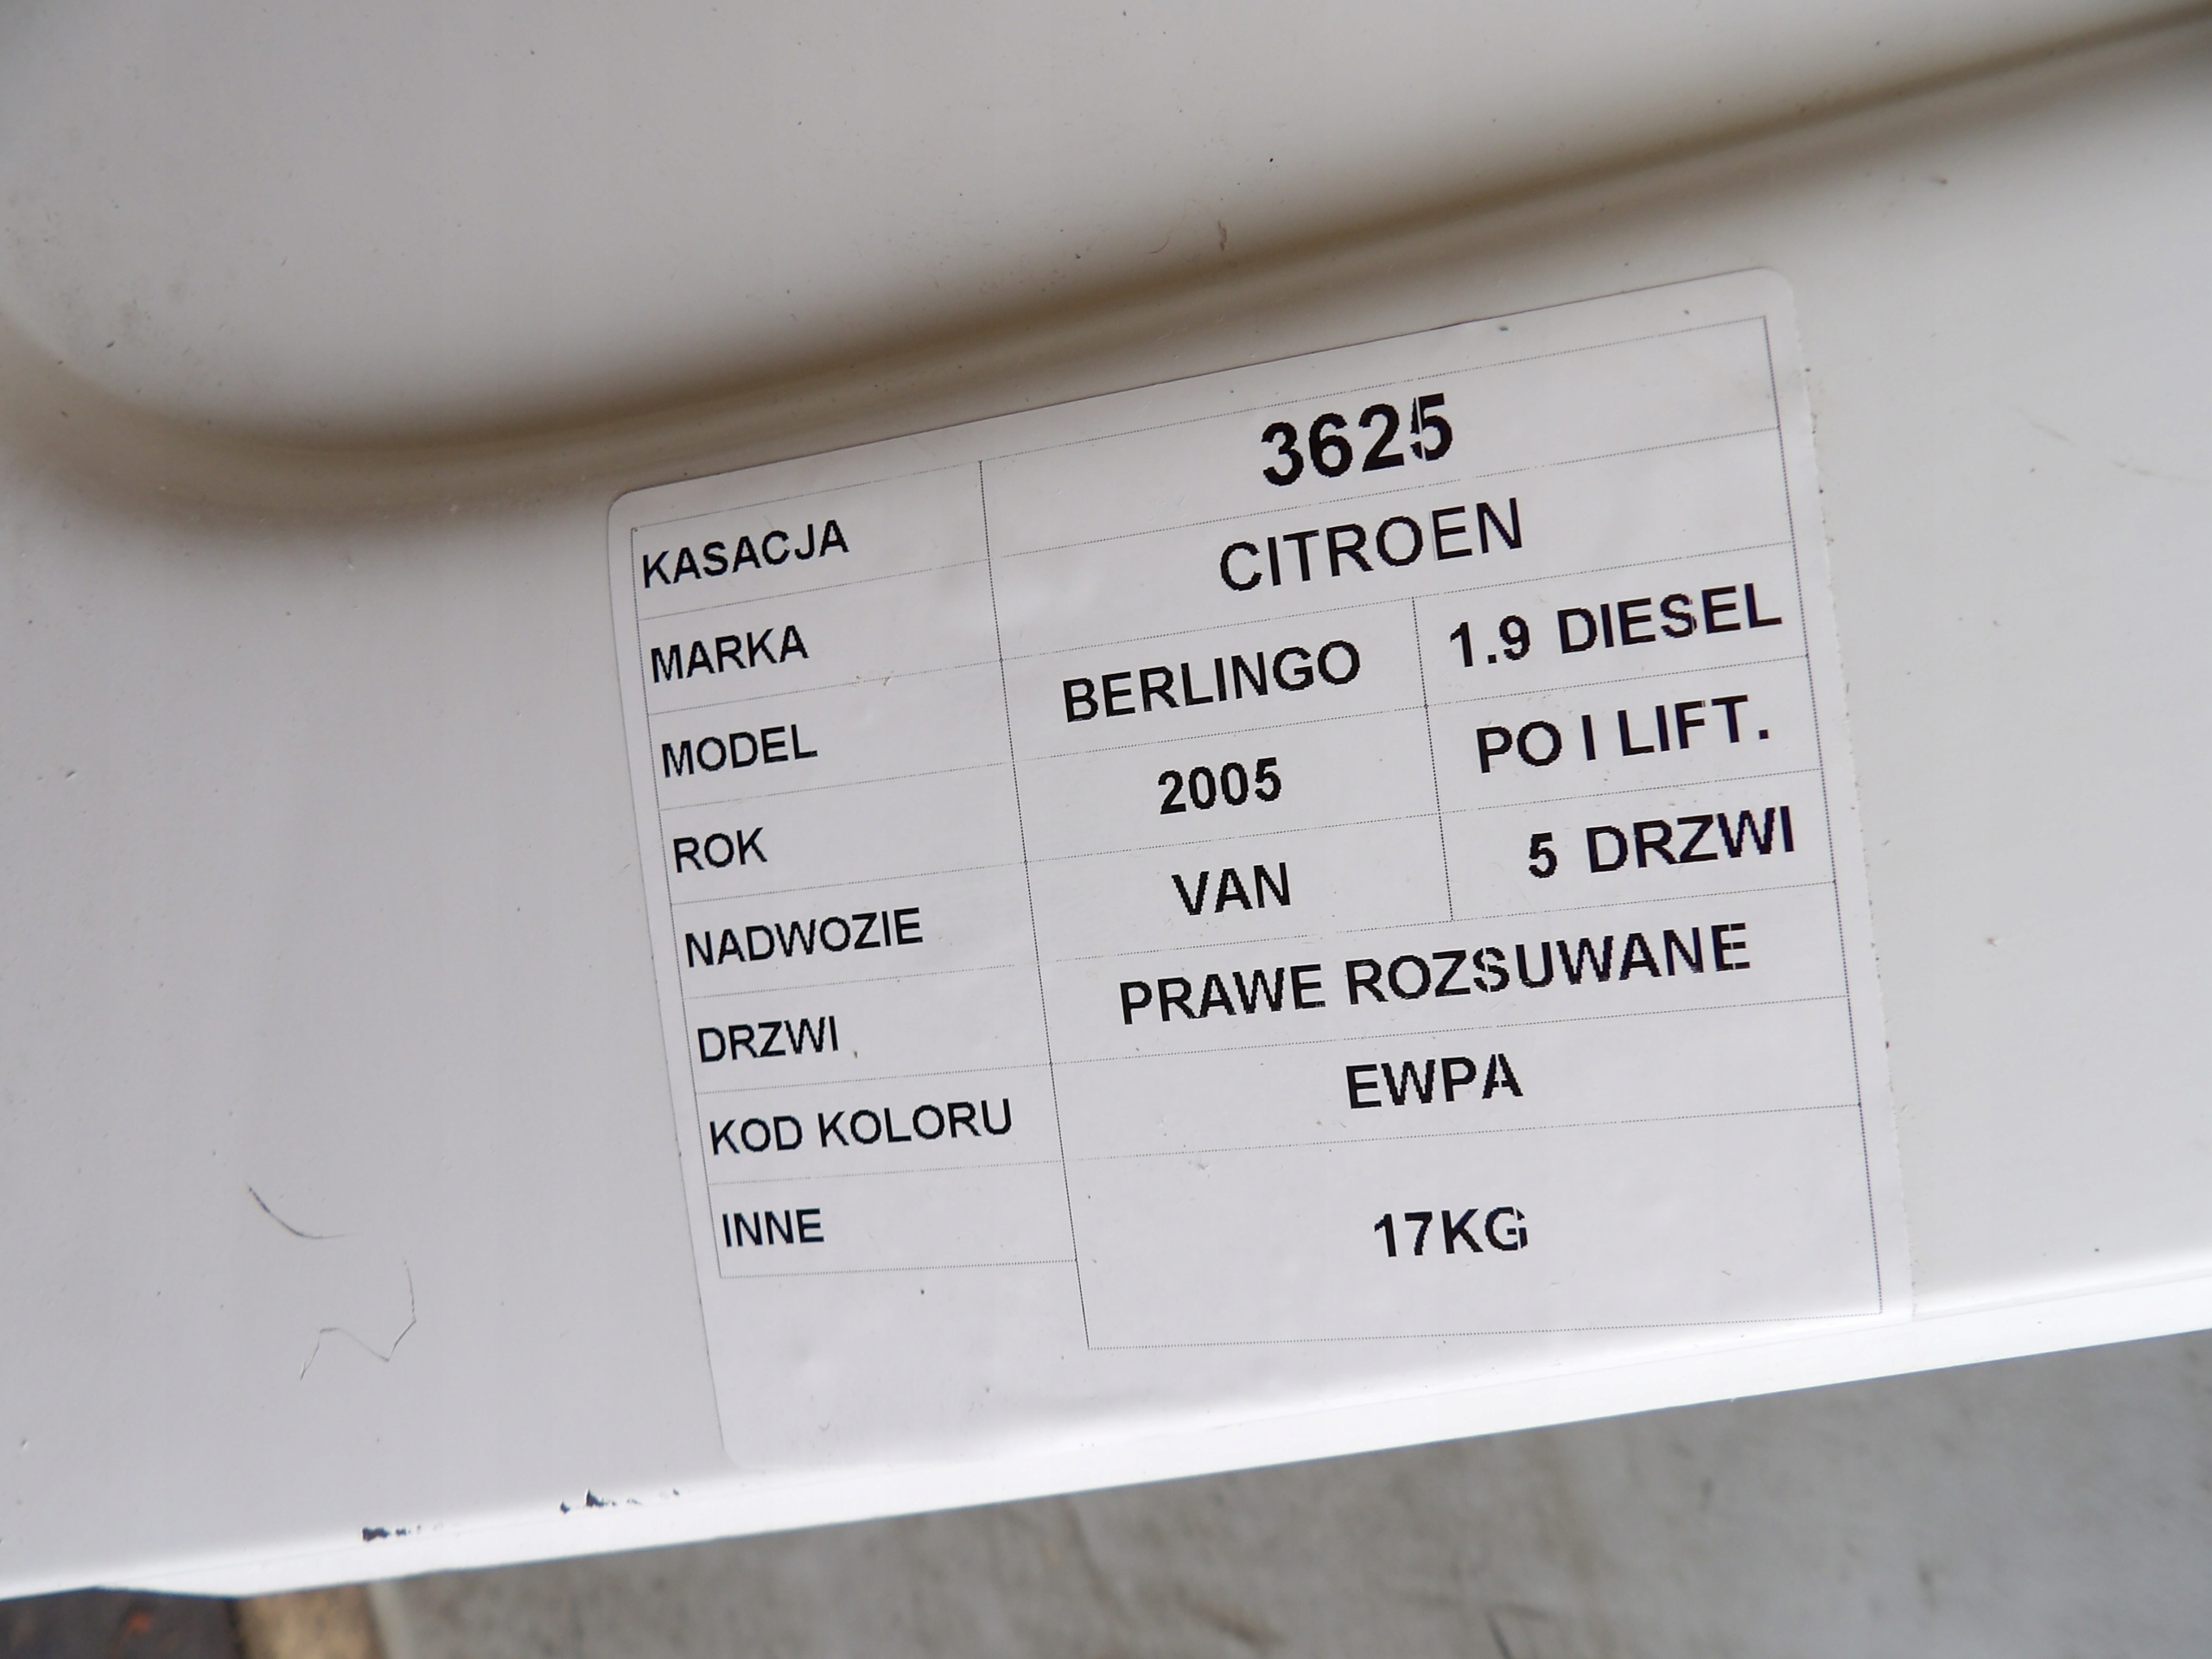 KASACJA 3625
MARKA CITROEN
MODEL BERLINGO 1.9 DIESEL
ROK 2005 PO I LIFT.
NADWOZIE VAN 5 DRZWI
DRZWI PRAWE ROZSUWANE
KOD KOLORU EWPA
INNE 17KG